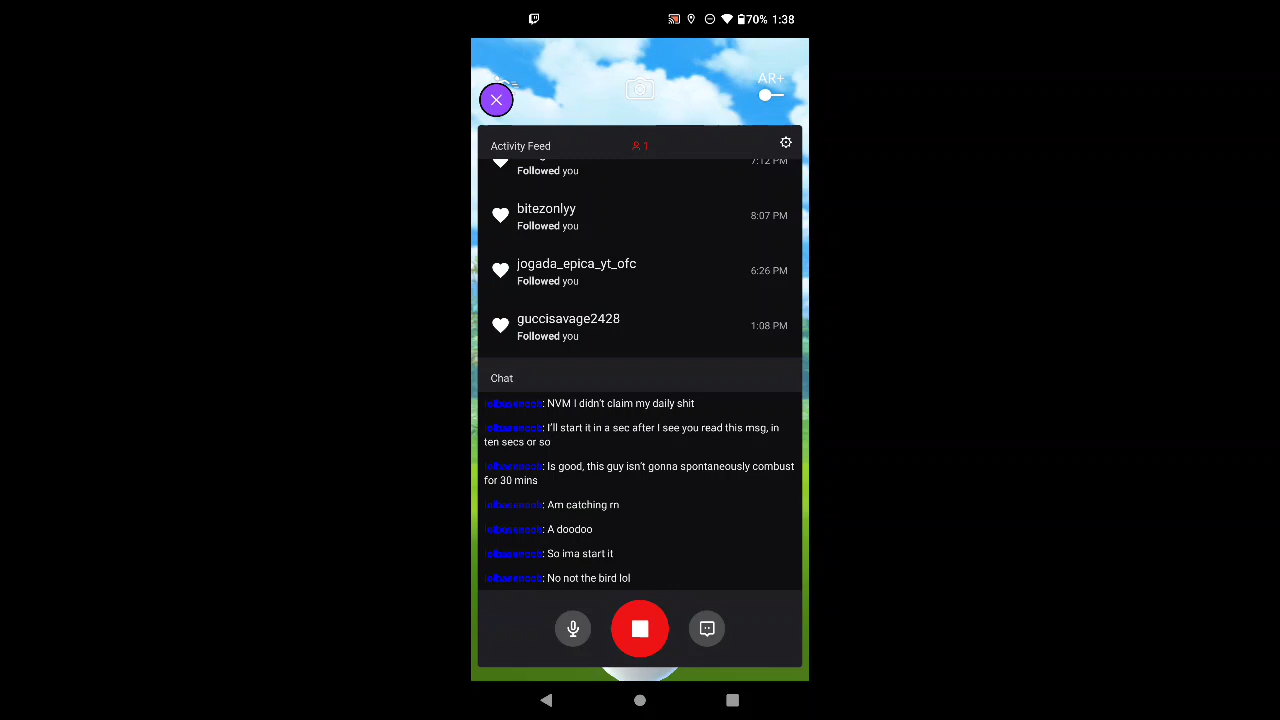 70% 1:38
AR+
Activity Feed 1
7:12 PM
Followed you
bitezonlyy
8:07 PM
Followed you
jogada_epica_yt_ofc
6:26 PM
Followed you
guccisavage2428
1:08 PM
Followed you
Chat
: NVM I didn't claim my daily shit
: I'll start it in a sec after I see you read this msg, in
ten secs or so
: Is good, this guy isn't gonna spontaneously combust
for 30 mins
: Am catching rn
: A doodoo
: So ima start it
: No not the bird lol